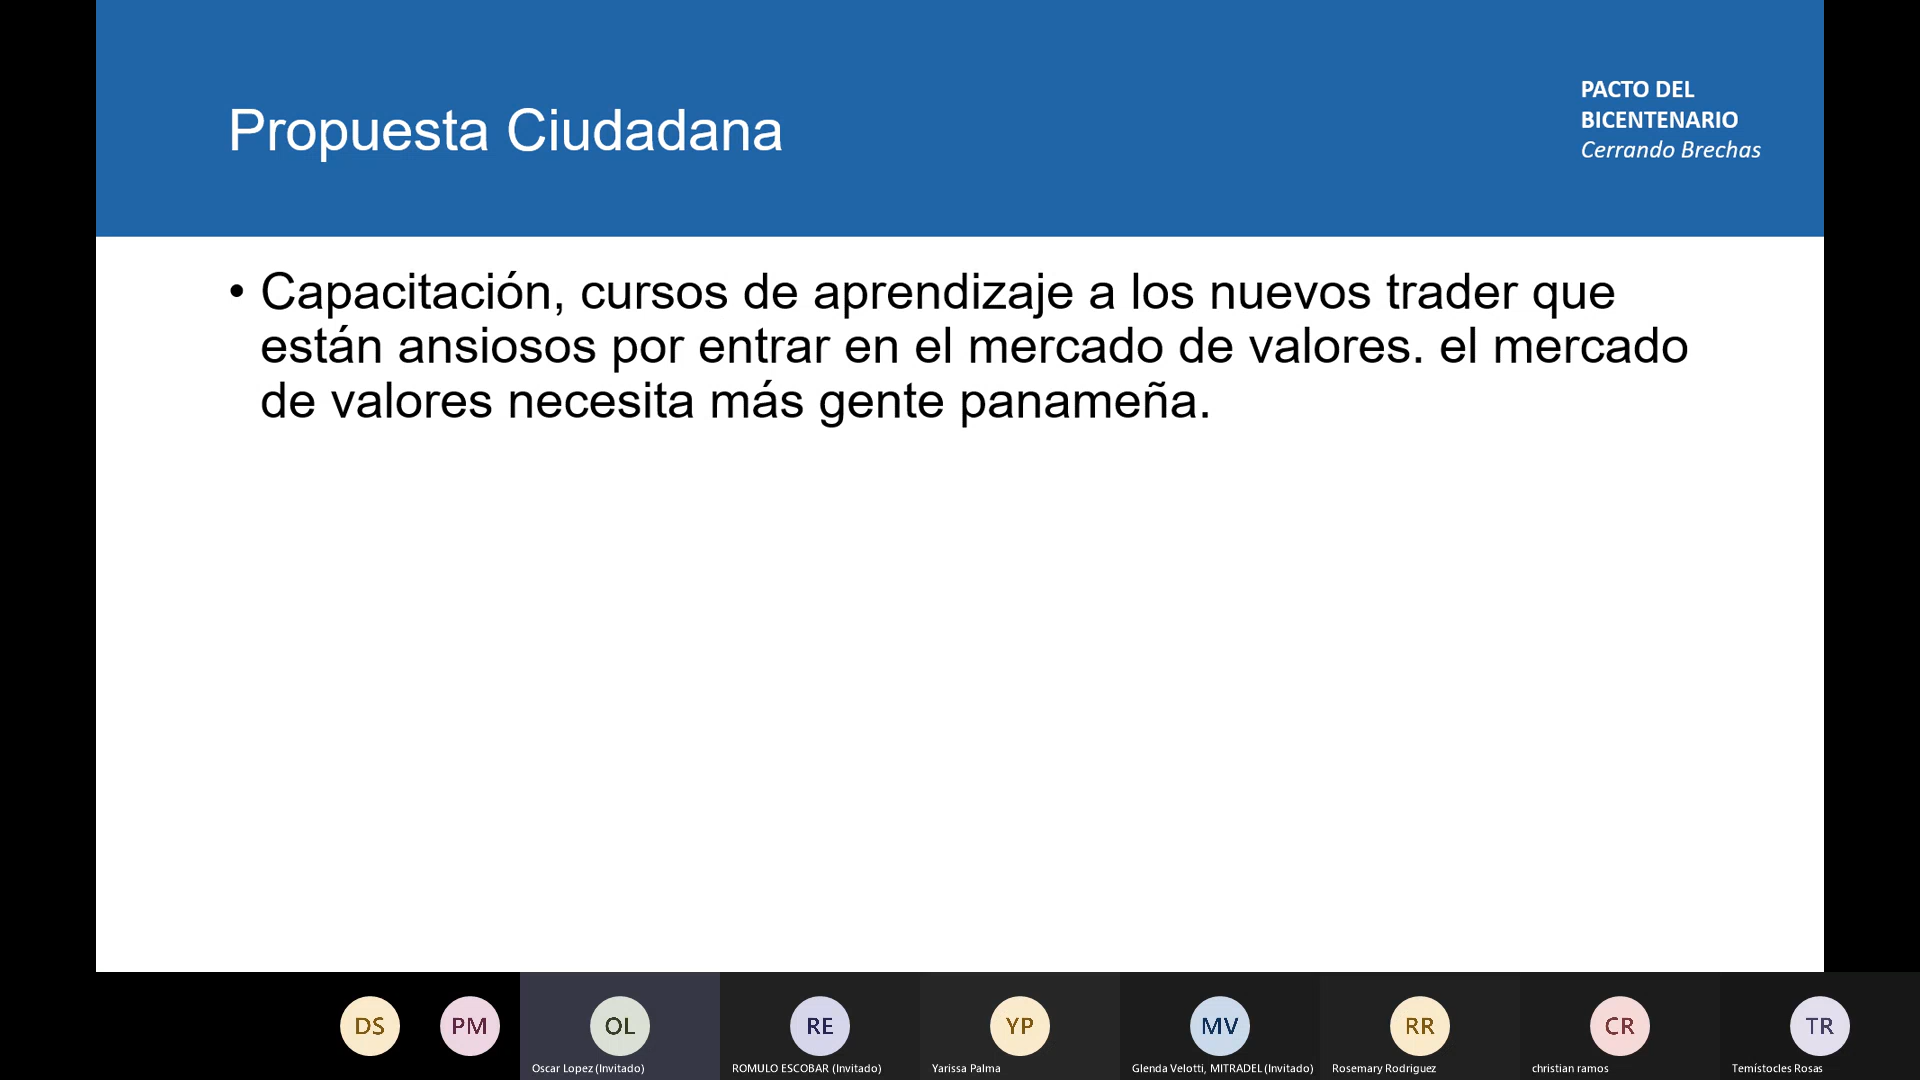 Propuesta Ciudadana
PACTO DEL
BICENTENARIO
Cerrando Brechas
• Capacitación, cursos de aprendizaje a los nuevos trader que
están ansiosos por entrar en el mercado de valores. el mercado
de valores necesita más gente panameña.
DS
PM
OL
RE
YP
MV
RR
CR
TR
Oscar Lopez (Invitado)
ROMULO ESCOBAR (Invitado)
Yarissa Palma
Glenda Velotti, MITRADEL (Invitado)
Rosemary Rodriguez
christian ramos
Temístocles Rosas